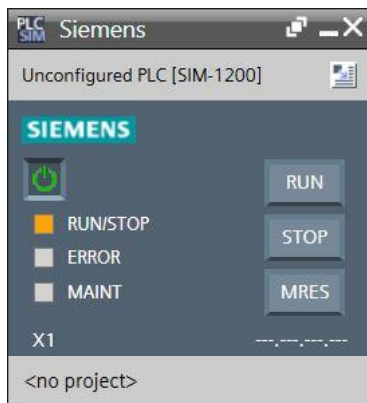 PLC SIM Siemens
Unconfigured PLC [SIM-1200]
SIEMENS
RUN
RUN/STOP
STOP
ERROR
MAINT
MRES
X1 ---.---.---.---
<no project>